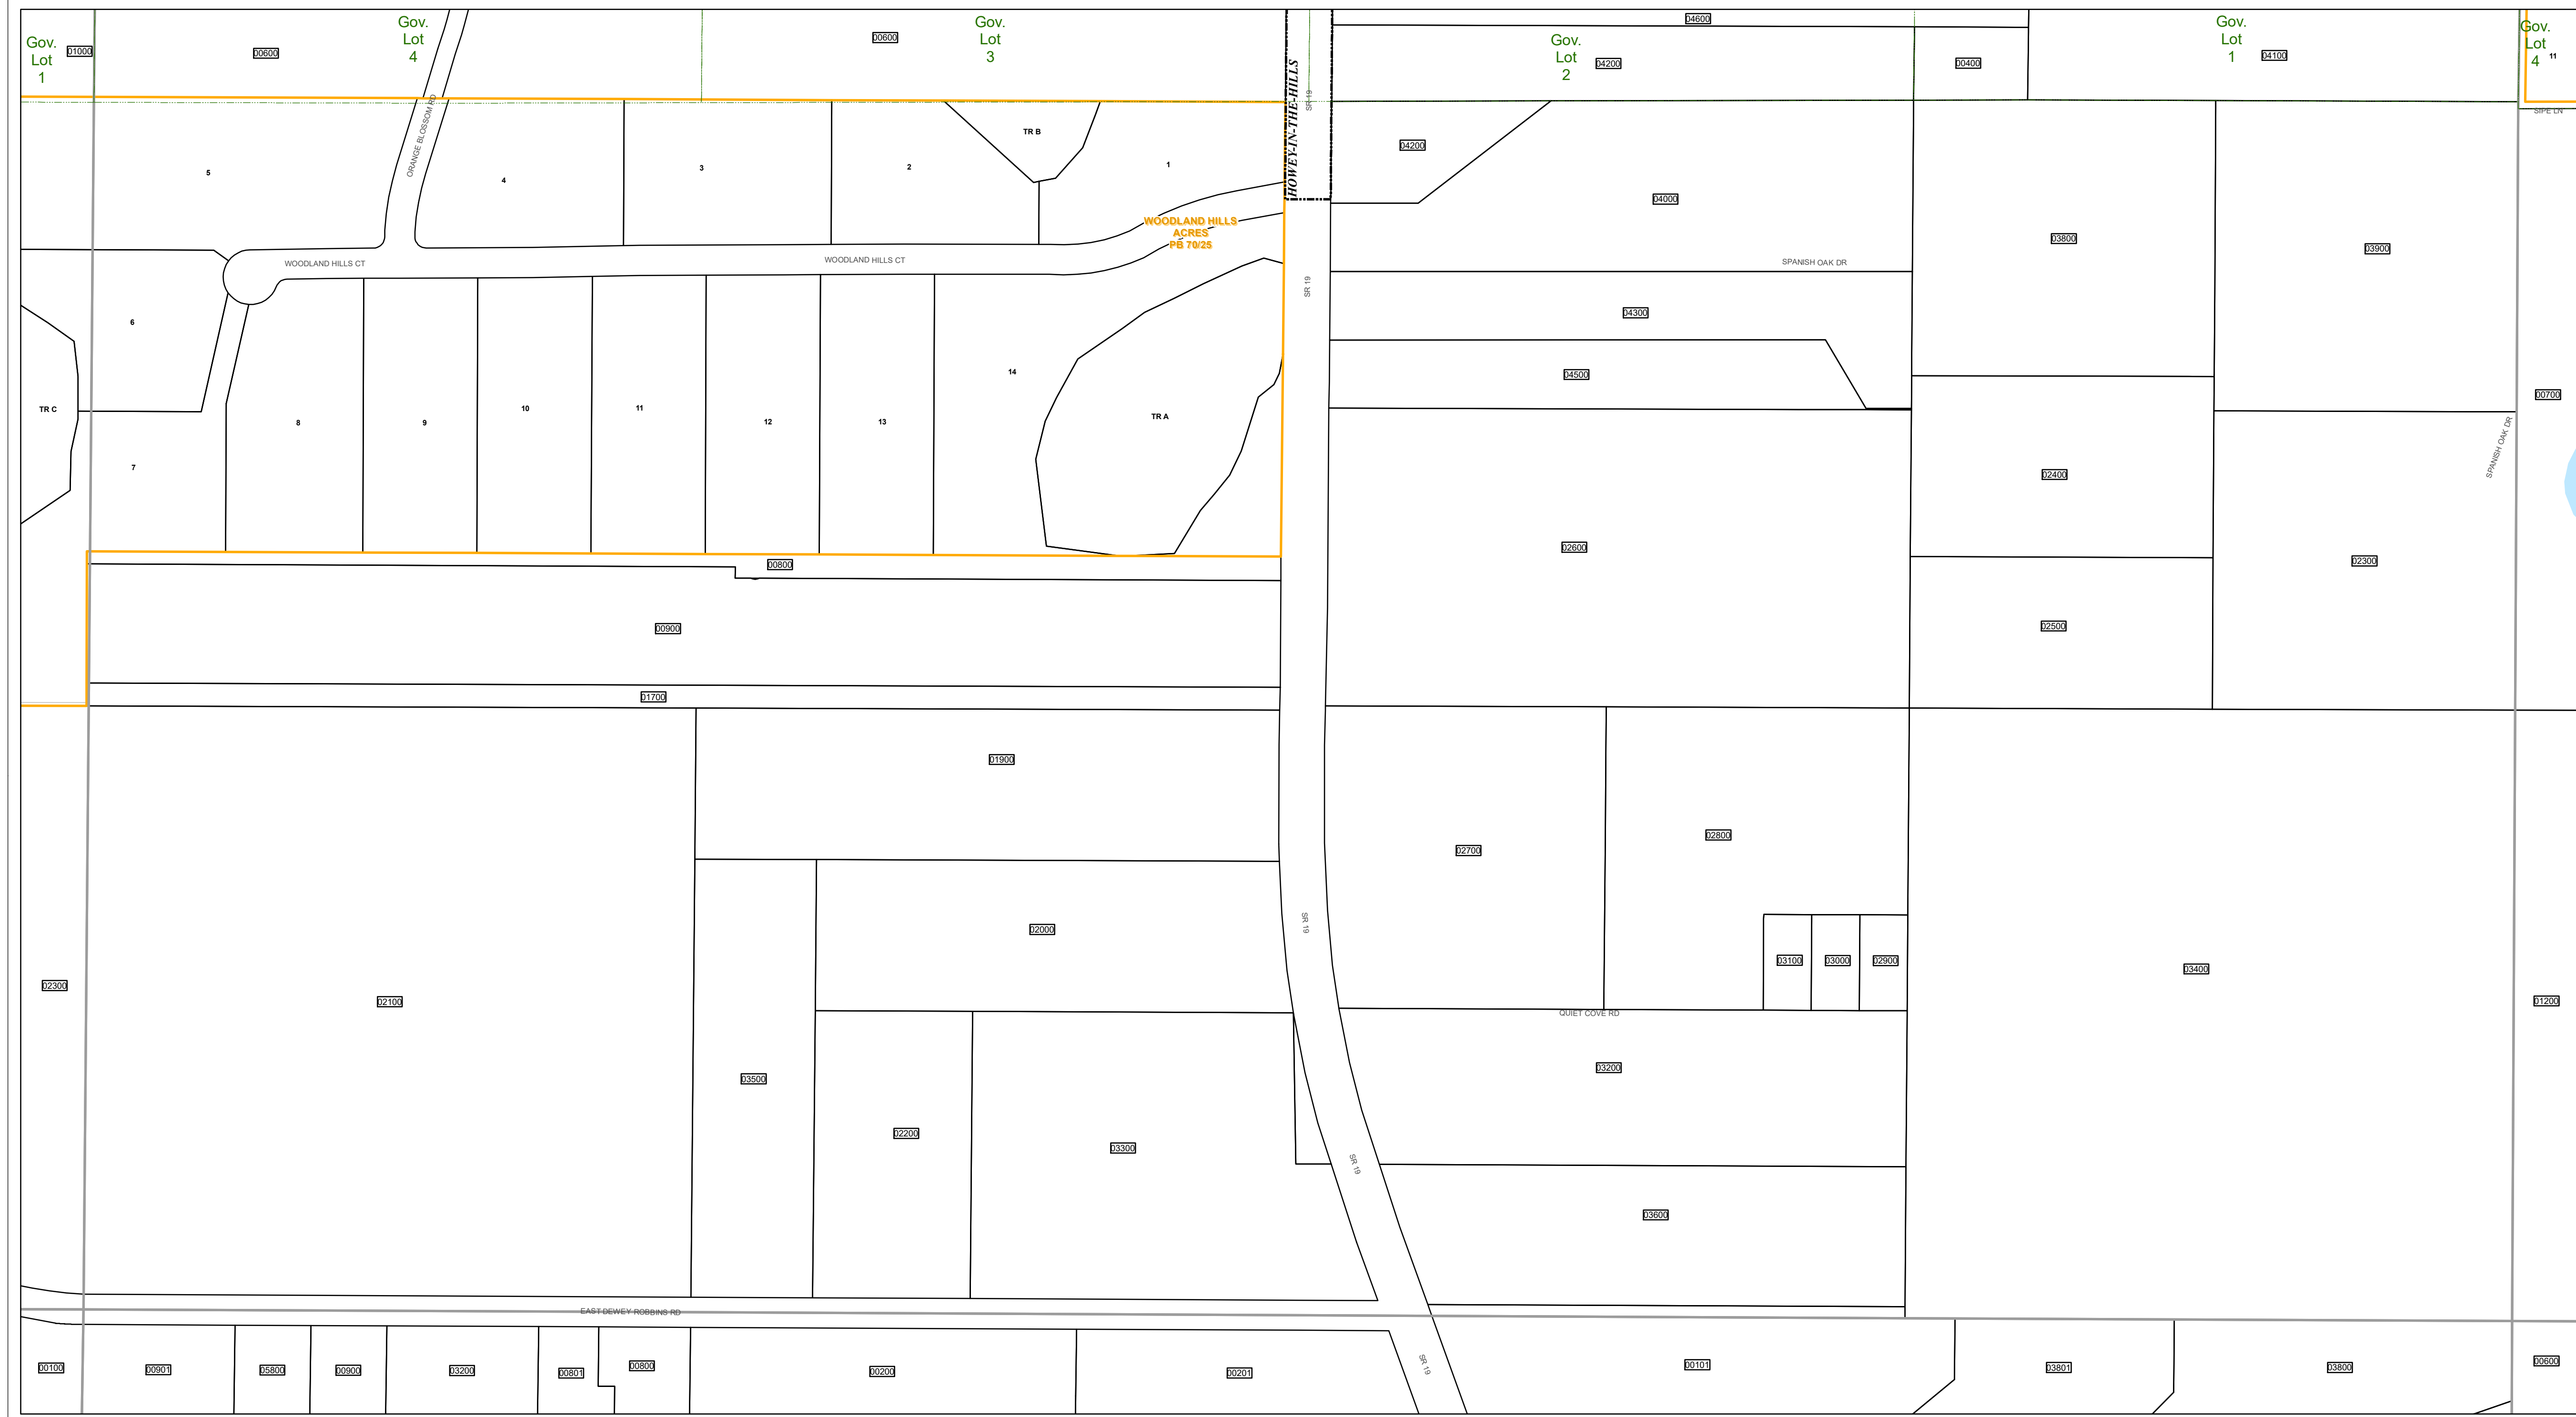 04600
Gov.
Lot
4
Gov.
Lot
3
Gov.
Lot
1
Gov.
Lot
4
Gov.
Lot
1
01000
00600
00600
Gov.
Lot
2
04200
00400
04100
11
HOWEY-IN-THE-HILLS
SR 19
SIPE LN
ORANGE BLOSSOM RD
TR B
04200
5
4
3
2
1
04000
WOODLAND HILLS
ACRES
PB 70/25
03800
03900
WOODLAND HILLS CT
WOODLAND HILLS CT
SPANISH OAK DR
SR 19
04300
6
14
04500
00700
TR C
8
9
10
11
12
13
TR A
7
SPANISH OAK DR
02400
02600
02300
00800
00900
02500
01700
01900
02700
02800
02000
SR 19
03100
03000
02900
03400
02300
02100
01200
QUIET COVE RD
03500
03200
02200
03300
SR 19
03600
EAST DEWEY ROBBINS RD
00100
00901
05800
00900
03200
00801
00800
00200
00201
SR 19
00101
03801
03800
00600